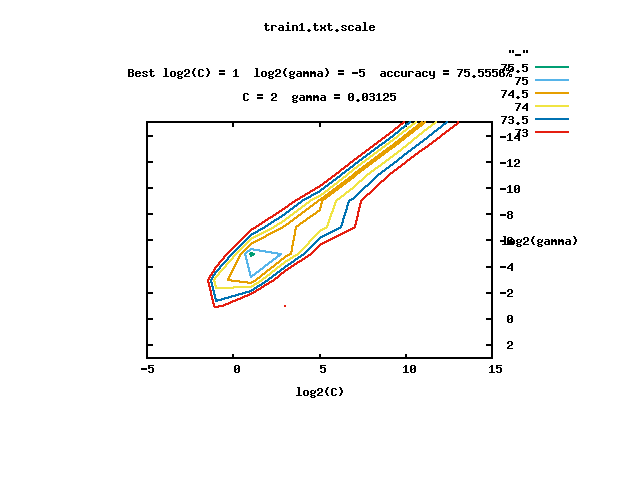 train1.txt.scale
"-"
Best log2(C) = 1 log2(gamma) = -5 accuracy = 75.5556%
75.5
75
C = 2 gamma = 0.03125
74.5
74
73.5
73
-14
-12
-10
-8
-6
log2(gamma)
-4
-2
0
2
-5 0 5 10 15
log2(C)